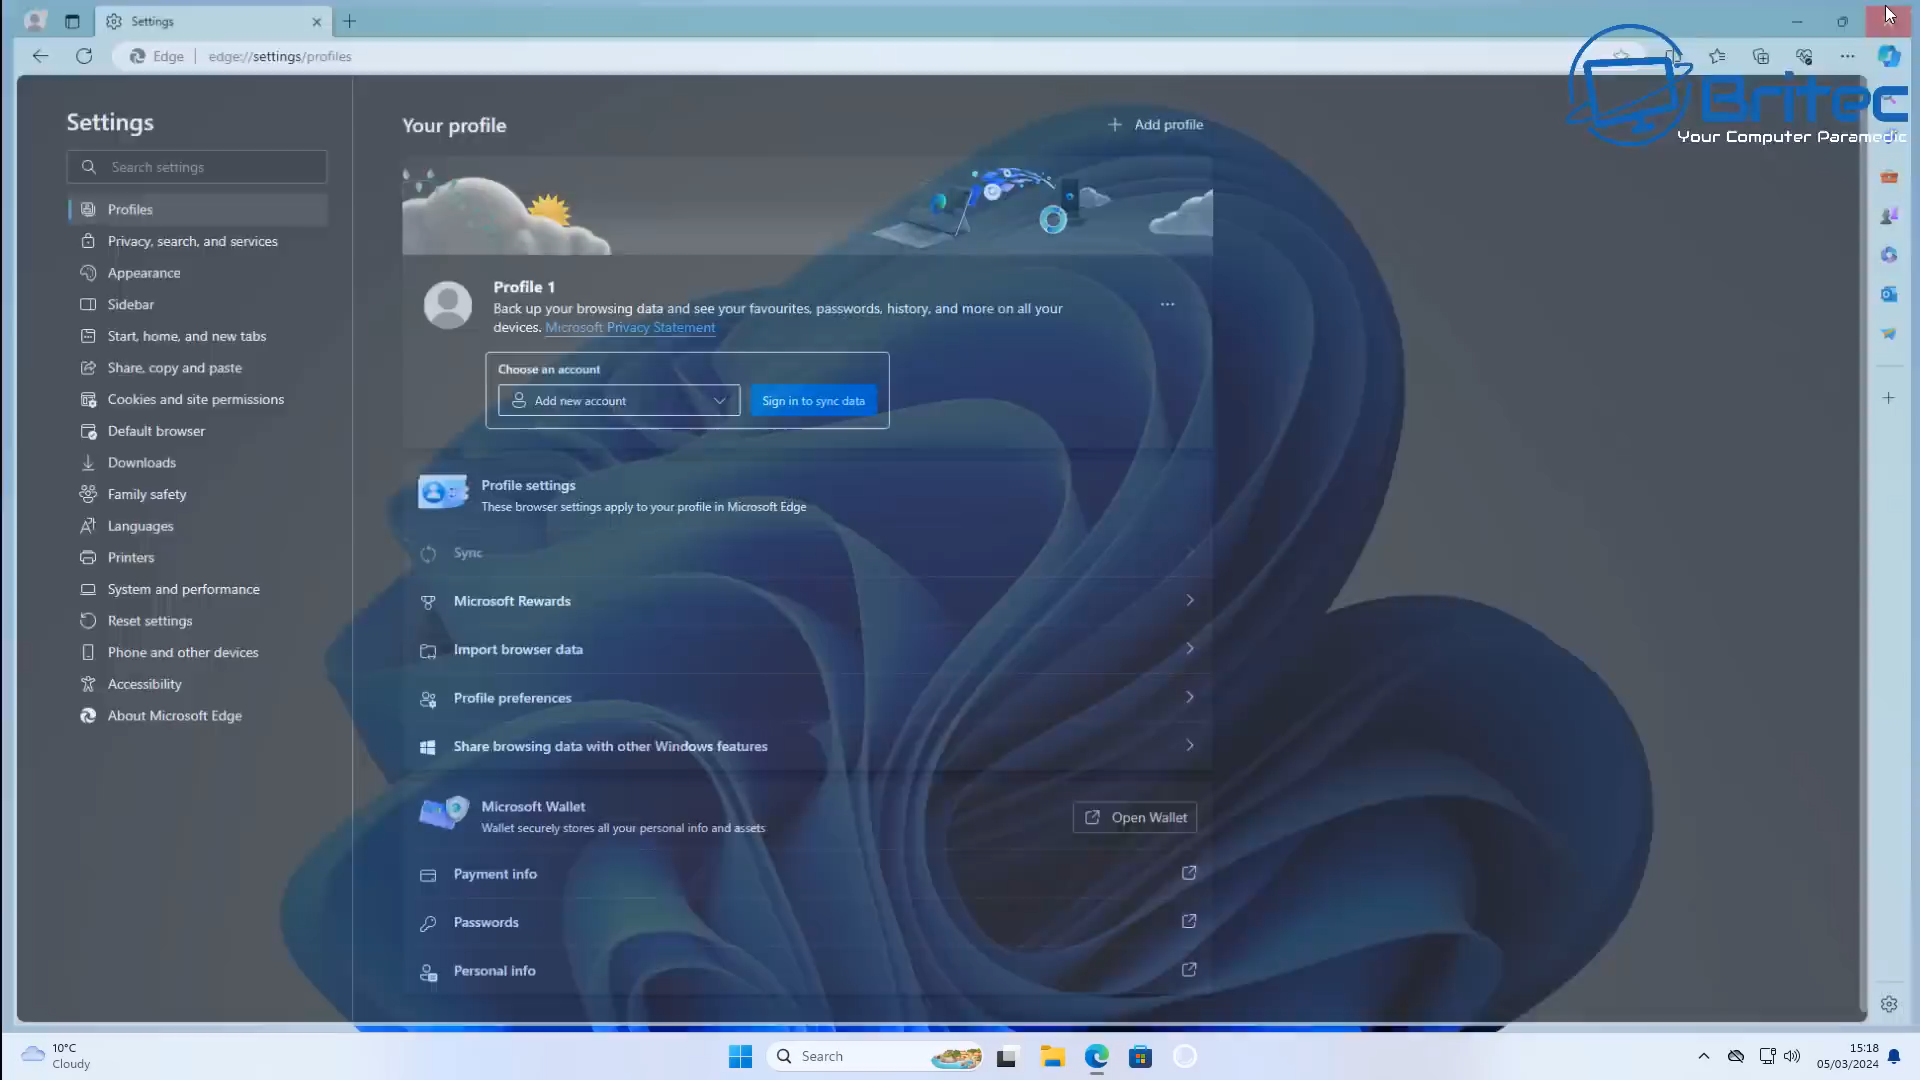 Settings
Edge
edge://settings/profiles
Britec
Your Computer Paramedic
Settings
Search settings
Profiles
Privacy, search, and services
Appearance
Sidebar
Start, home, and new tabs
Share, copy and paste
Cookies and site permissions
Default browser
Downloads
Family safety
Languages
Printers
System and performance
Reset settings
Phone and other devices
Accessibility
About Microsoft Edge
Your profile
Add profile
Profile 1
Back up your browsing data and see your favourites, passwords, history, and more on all your
devices. Microsoft Privacy Statement
Choose an account
Add new account
Sign in to sync data
Profile settings
These browser settings apply to your profile in Microsoft Edge
Sync
Microsoft Rewards
Import browser data
Profile preferences
Share browsing data with other Windows features
Microsoft Wallet
Wallet securely stores all your personal info and assets
Open Wallet
Payment info
Passwords
Personal info
10°C
Cloudy
Search
15:18
05/03/2024